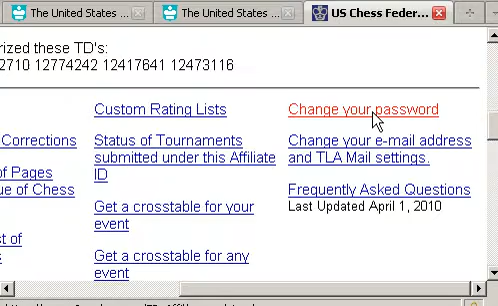 The United States ...
The United States ...
US Chess Feder...
rized these TD's:
2710 12774242 12417641 12473116
Custom Rating Lists
Change your password
Corrections
Status of Tournaments
submitted under this Affiliate
ID
Change your e-mail address
and TLA Mail settings.
of Pages
ue of Chess
Frequently Asked Questions
Last Updated April 1, 2010
Get a crosstable for your
event
st of
Get a crosstable for any
event